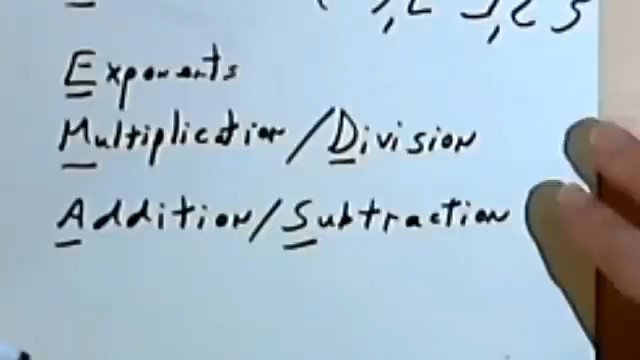 ( ), [ ], { }
Exponents
Multiplication/Division
Addition/Subtraction